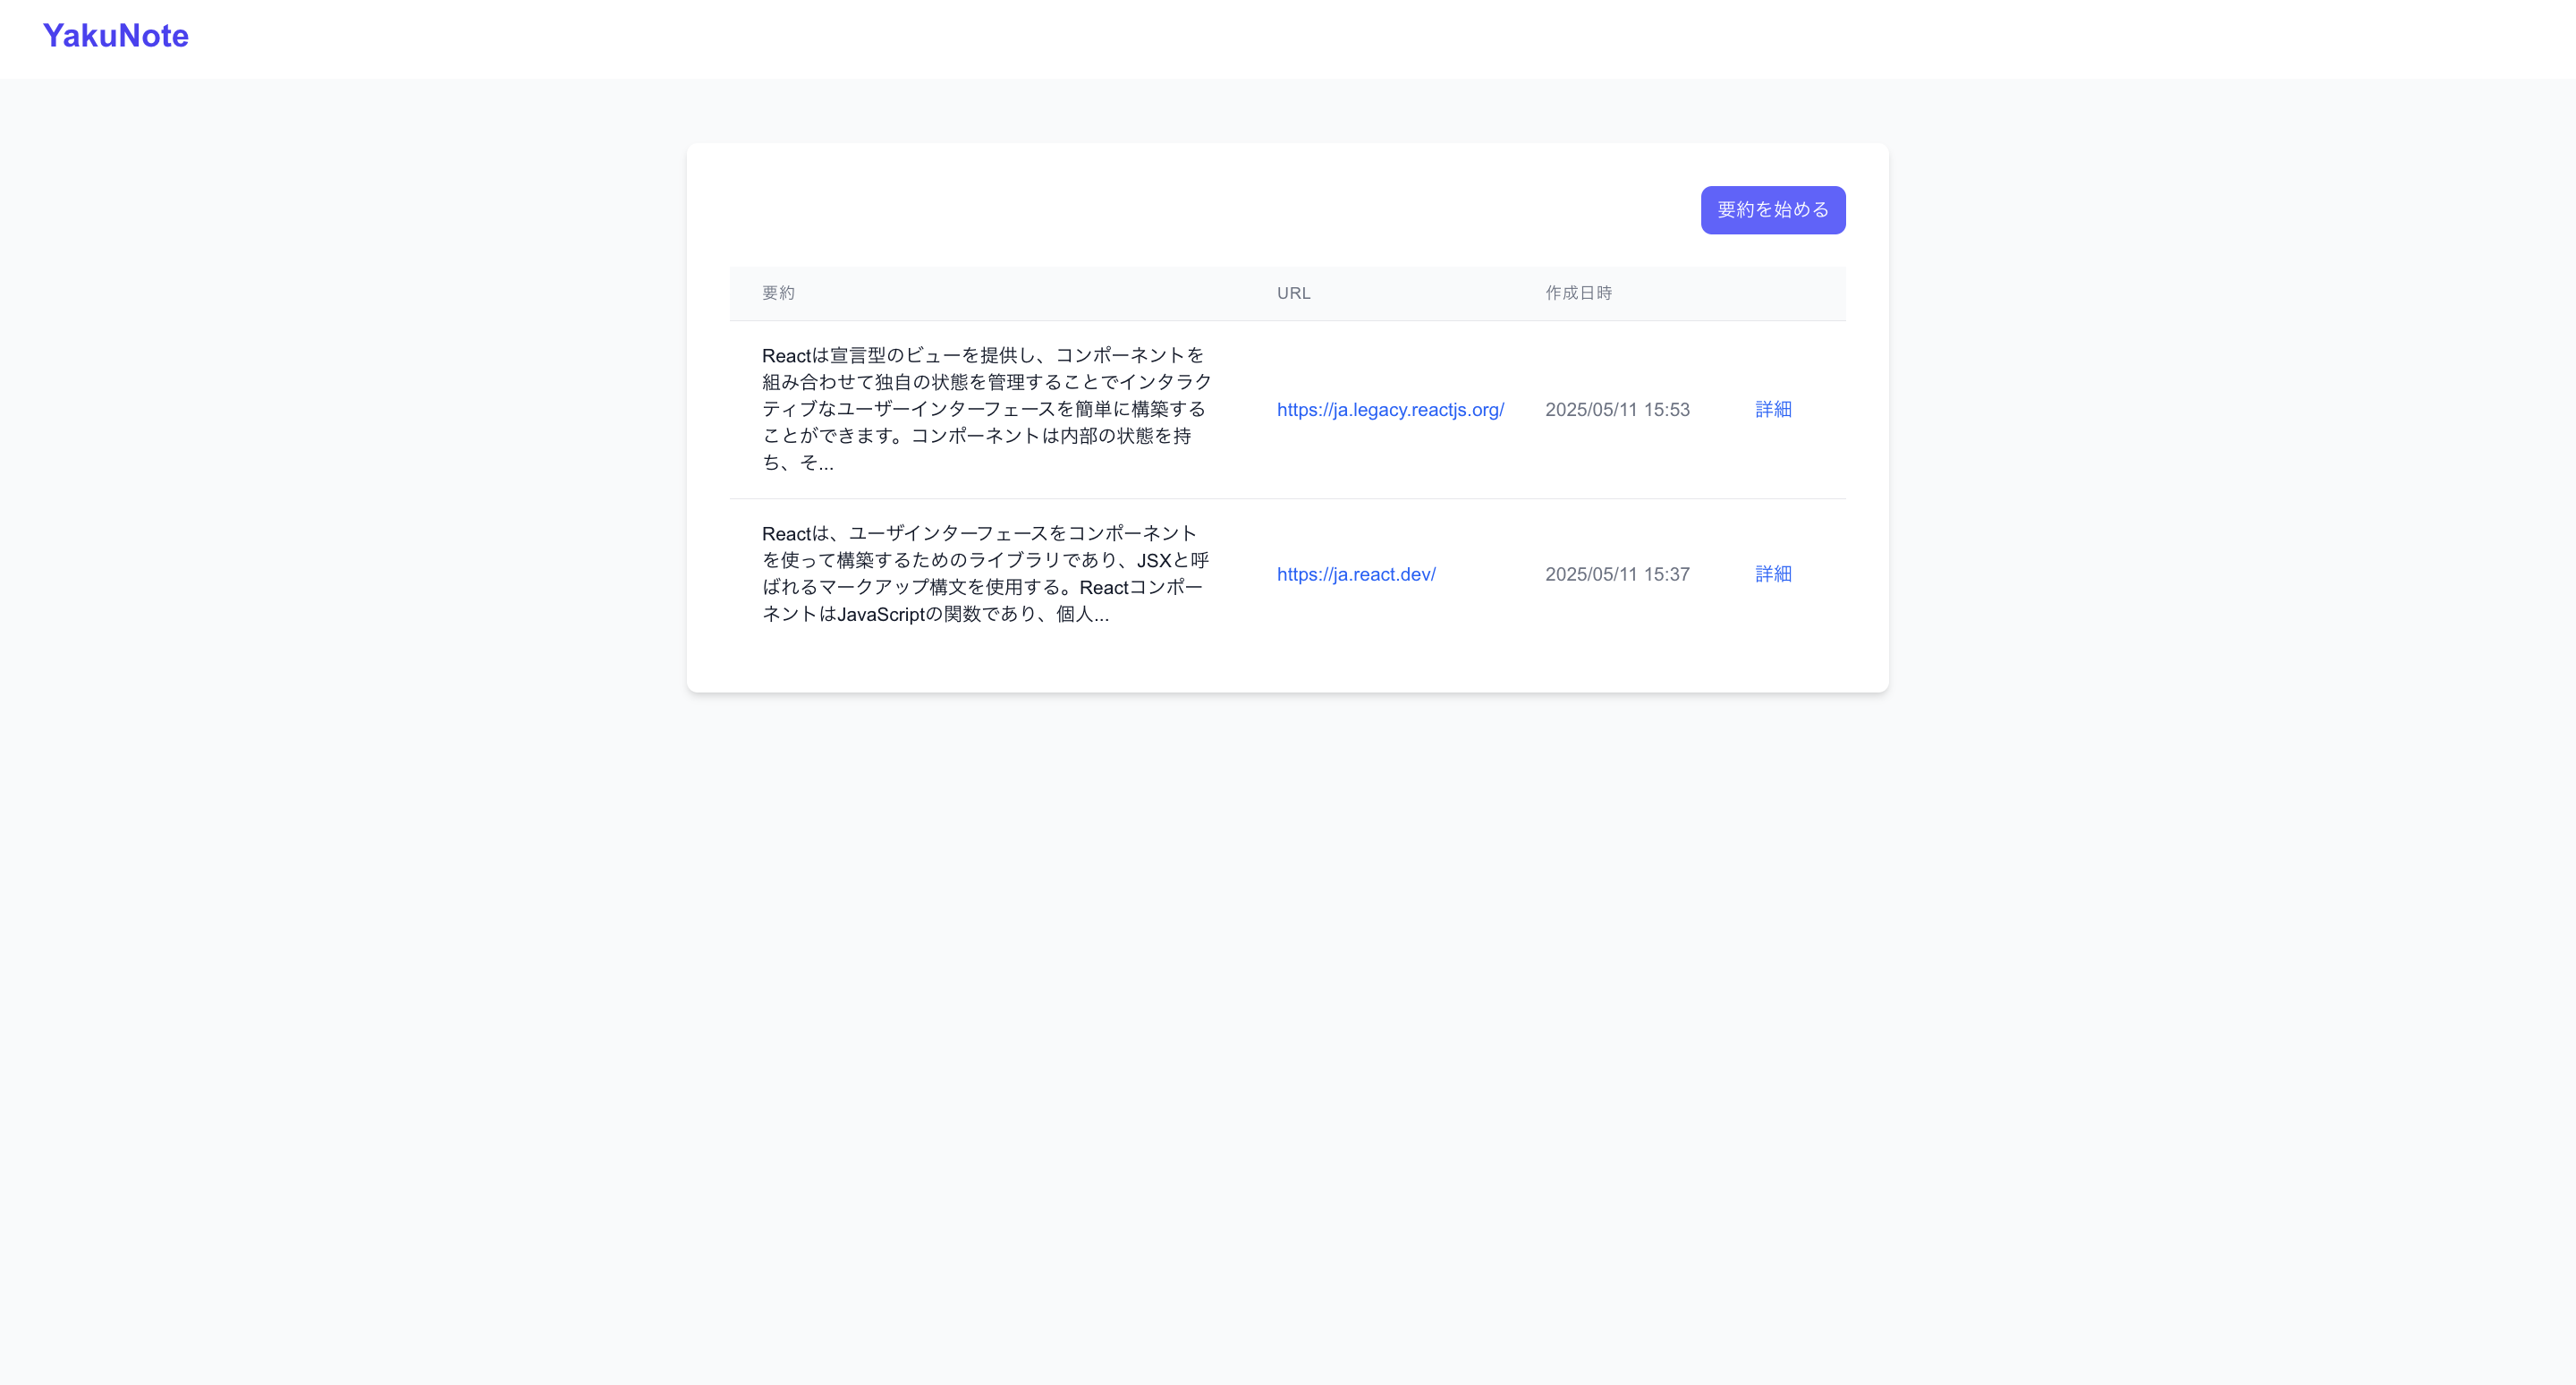 YakuNote
要約を始める
要約 URL 作成日時
Reactは宣言型のビューを提供し、コンポーネントを
組み合わせて独自の状態を管理することでインタラク
ティブなユーザーインターフェースを簡単に構築する
ことができます。コンポーネントは内部の状態を持
ち、そ...
https://ja.legacy.reactjs.org/
2025/05/11 15:53
詳細
Reactは、ユーザインターフェースをコンポーネント
を使って構築するためのライブラリであり、JSXと呼
ばれるマークアップ構文を使用する。Reactコンポー
ネントはJavaScriptの関数であり、個人...
https://ja.react.dev/
2025/05/11 15:37
詳細